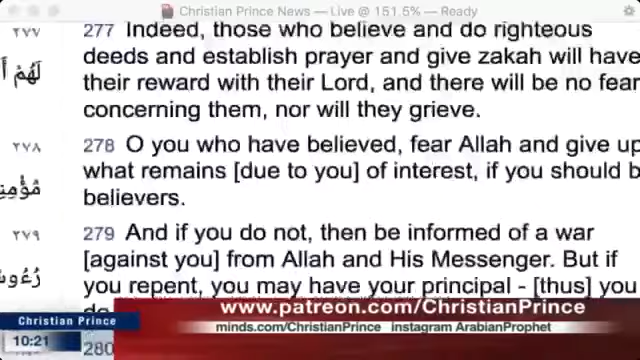 Christian Prince News — Live @ 151.5% — Ready
٢٧٧ 277 Indeed, those who believe and do righteous
deeds and establish prayer and give zakah will have
لَهُمْ their reward with their Lord, and there will be no fear
concerning them, nor will they grieve.
٢٧٨ 278 O you who have believed, fear Allah and give up
what remains [due to you] of interest, if you should b
believers.
٢٧٩ 279 And if you do not, then be informed of a war
[against you] from Allah and His Messenger. But if
you repent, you may have your principal - [thus] you
do
280
www.patreon.com/ChristianPrince
Christian Prince
minds.com/ChristianPrince instagram ArabianProphet
10:21